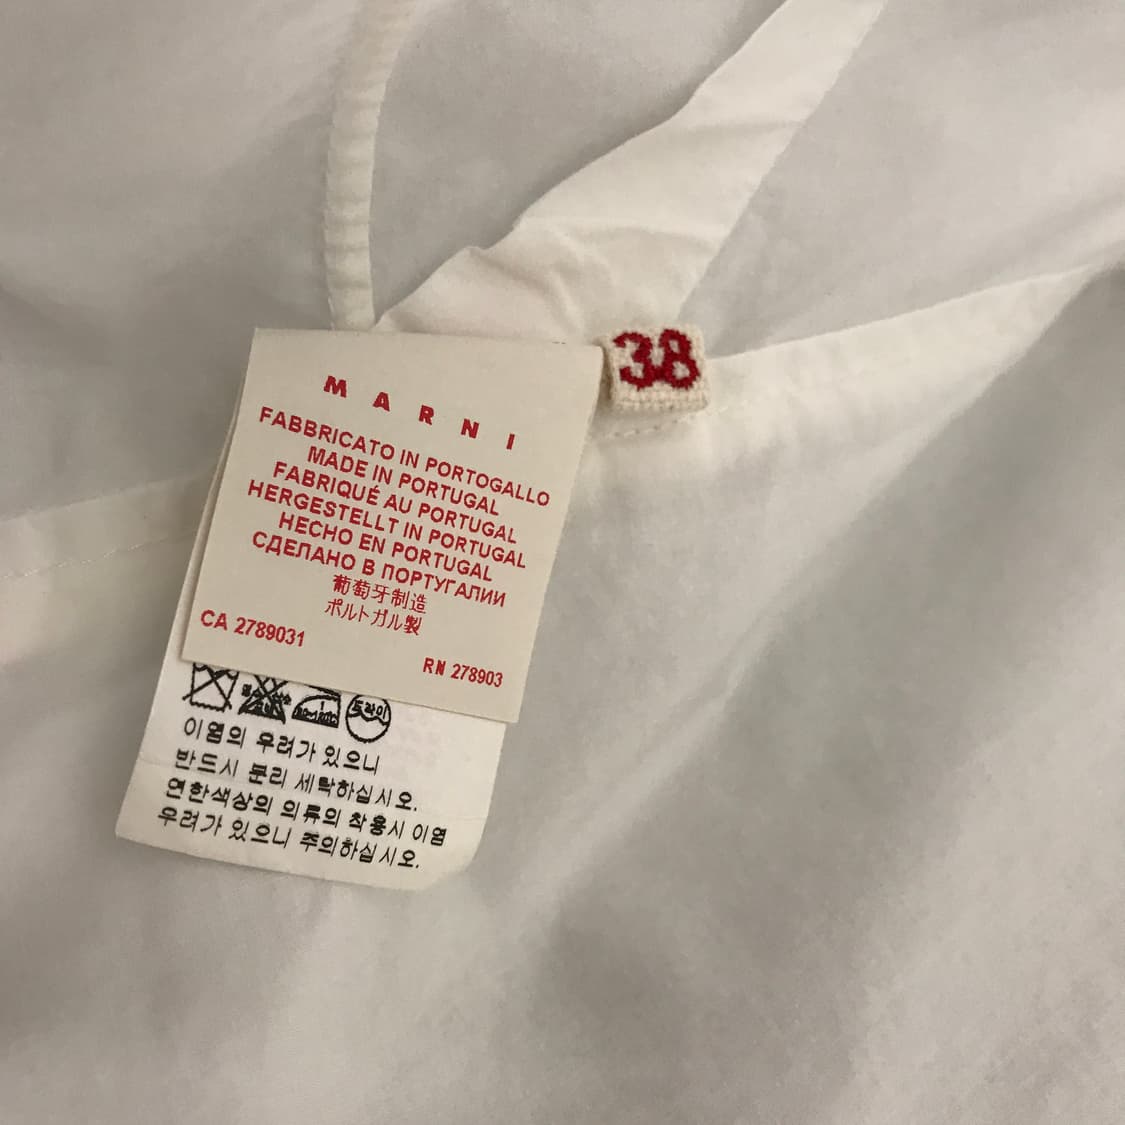 MARNI
FABBRICATO IN PORTOGALLO
MADE IN PORTUGAL
FABRIQUÉ AU PORTUGAL
HERGESTELLT IN PORTUGAL
HECHO EN PORTUGAL
СДЕЛАНО В ПОРТУГАЛИИ
葡萄牙制造
ポルトガル製
CA 2789031
RN 278903
38
드라이
이염의 우려가 있으니
반드시 분리 세탁하십시오.
연한색상의 의류의 착용시 이염
우려가 있으니 주의하십시오.